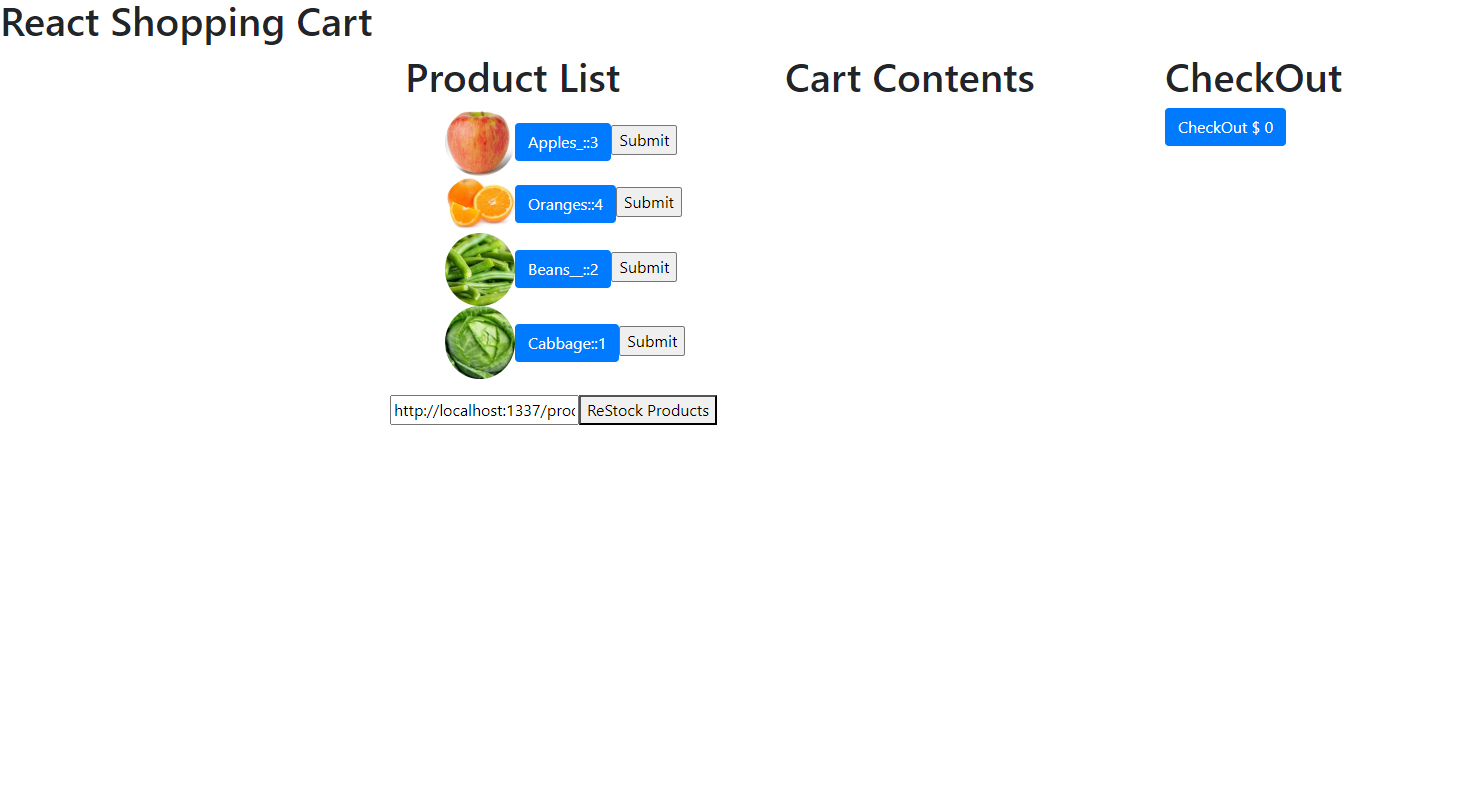 React Shopping Cart
Product List
Cart Contents
CheckOut
CheckOut $ 0
Apples_::3 Submit
Oranges::4 Submit
Beans__::2 Submit
Cabbage::1 Submit
http://localhost:1337/prod ReStock Products